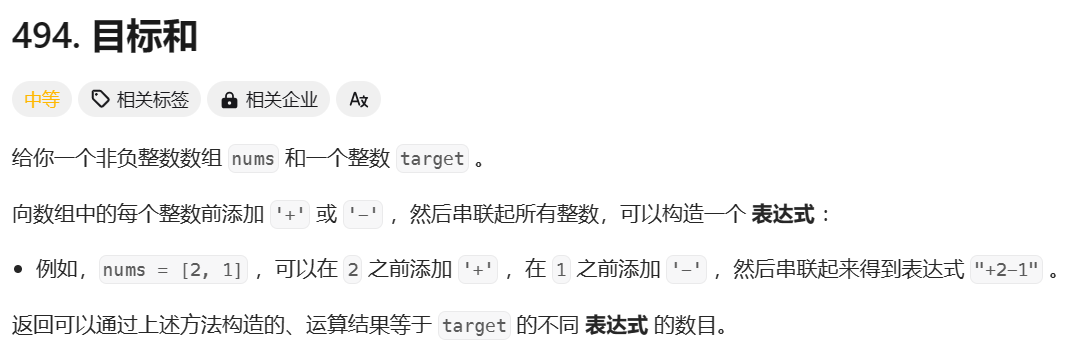 494. 目标和
中等 相关标签 相关企业 A文
给你一个非负整数数组 nums 和一个整数 target 。
向数组中的每个整数前添加 '+' 或 '-' ，然后串联起所有整数，可以构造一个 表达式 ：
• 例如，nums = [2, 1] ，可以在 2 之前添加 '+' ，在 1 之前添加 '-' ，然后串联起来得到表达式 "+2-1" 。
返回可以通过上述方法构造的、运算结果等于 target 的不同 表达式 的数目。